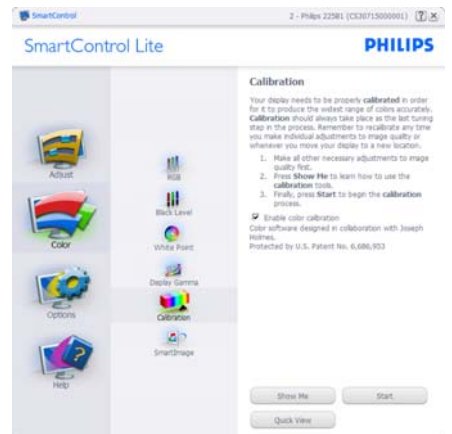 SmartControl
2 - Philips 225B1 (CS30715000001)
SmartControl Lite
PHILIPS
Adjust
Color
Options
Help
RGB
Black Level
White Point
Display Gamma
Calibration
SmartImage
Calibration
Your display needs to be properly calibrated in order
for it to produce the widest range of colors accurately.
Calibration should always take place as the last tuning
step in the process. Remember to recalibrate any time
you make individual adjustments to image quality or
whenever you move your display to a new location.
1. Make all other necessary adjustments to image
quality first.
2. Press Show Me to learn how to use the
calibration tools.
3. Finally, press Start to begin the calibration
process.
Enable color calibration
Color software designed in collaboration with Joseph
Holmes.
Protected by U.S. Patent No. 6,686,953
Show Me
Start
Quick View